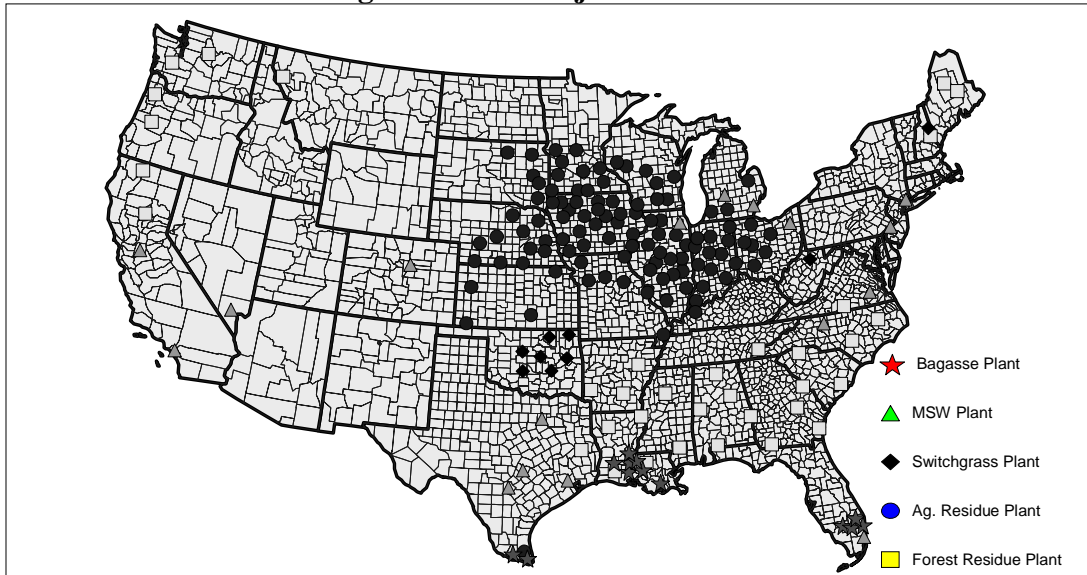 Bagasse Plant
MSW Plant
Switchgrass Plant
Ag. Residue Plant
Forest Residue Plant